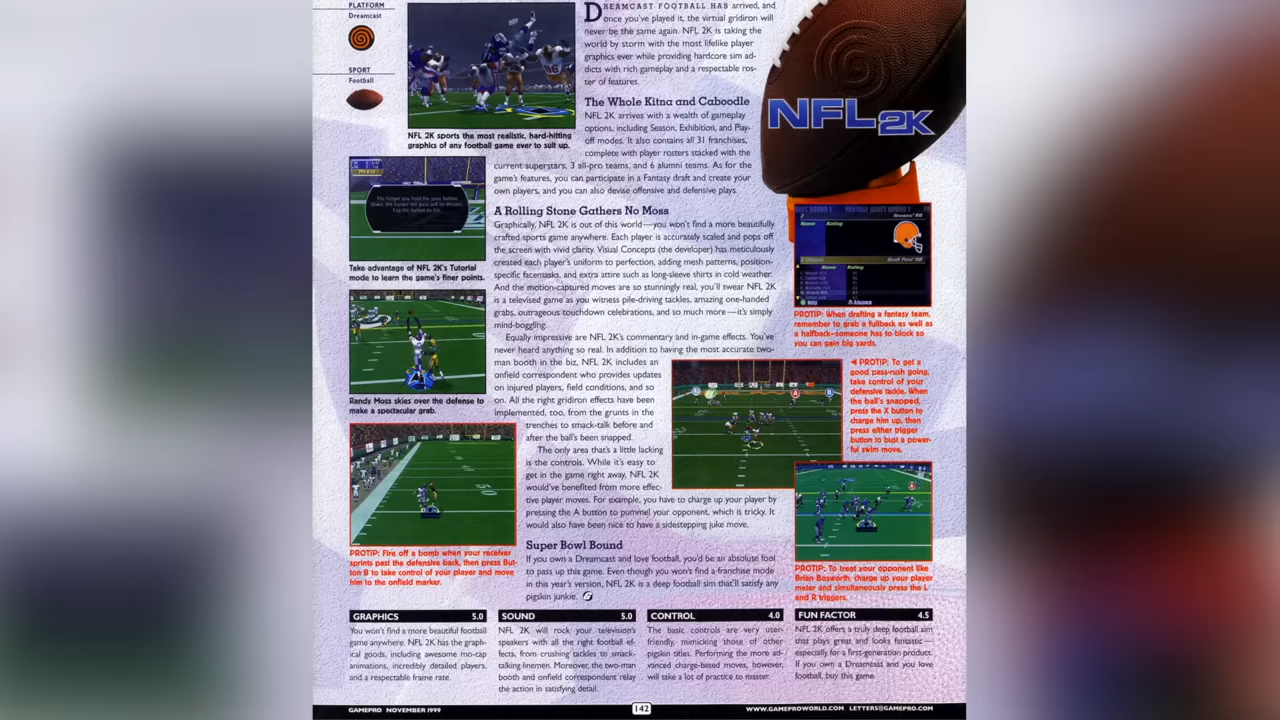 PLATFORM
Dreamcast
SPORT
Football
NFL 2K sports the most realistic, hard-hitting
graphics of any football game ever to suit up.
DREAMCAST FOOTBALL HAS arrived, and
once you've played it, the virtual gridiron will
never be the same again. NFL 2K is taking the
world by storm with the most lifelike player
graphics ever while providing hardcore sim ad-
dicts with rich gameplay and a respectable ros-
ter of features.
The Whole Kitna and Caboodle
NFL 2K arrives with a wealth of gameplay
options, including Season, Exhibition, and Play-
off modes. It also contains all 31 franchises,
complete with player rosters stacked with the
current superstars, 3 all-pro teams, and 6 alumni teams. As for the
game's features, you can participate in a Fantasy draft and create your
own players, and you can also devise offensive and defensive plays.
A Rolling Stone Gathers No Moss
Graphically, NFL 2K is out of this world—you won't find a more beautifully
crafted sports game anywhere. Each player is accurately scaled and pops off
the screen with vivid clarity. Visual Concepts (the developer) has meticulously
created each player's uniform to perfection, adding mesh patterns, position-
specific facemasks, and extra attire such as long-sleeve shirts in cold weather.
And the motion-captured moves are so stunningly real, you'll swear NFL 2K
is a televised game as you witness pile-driving tackles, amazing one-handed
grabs, outrageous touchdown celebrations, and so much more—it's simply
mind-boggling.
Equally impressive are NFL 2K's commentary and in-game effects. You've
never heard anything so real. In addition to having the most accurate two-
man booth in the biz, NFL 2K includes an
onfield correspondent who provides updates
on injured players, field conditions, and so
on. All the right gridiron effects have been
implemented, too, from the grunts in the
trenches to smack-talk before and
after the ball's been snapped.
The only area that's a little lacking
is the controls. While it's easy to
get in the game right away, NFL 2K
would've benefited from more effec-
tive player moves. For example, you have to charge up your player by
pressing the A button to pummel your opponent, which is tricky. It
would also have been nice to have a sidestepping juke move.
Super Bowl Bound
If you own a Dreamcast and love football, you'd be an absolute fool
to pass up this game. Even though you won't find a franchise mode
in this year's version, NFL 2K is a deep football sim that'll satisfy any
pigskin junkie.
The longer you hold the pass button
down, the harder the pass will be thrown.
Tap the button to lob.
Take advantage of NFL 2K's Tutorial
mode to learn the game's finer points.
Randy Moss skies over the defense to
make a spectacular grab.
PROTIP: Fire off a bomb when your receiver
sprints past the defensive back, then press But-
ton B to take control of your player and move
him to the onfield marker.
NFL 2K
Name Rating
Name Rating
PROTIP: When drafting a fantasy team,
remember to grab a fullback as well as
a halfback—someone has to block so
you can gain big yards.
◄ PROTIP: To get a
good pass-rush going,
take control of your
defensive tackle. When
the ball's snapped,
press the X button to
charge him up, then
press either trigger
button to bust a power-
ful swim move.
PROTIP: To treat your opponent like
Brian Bosworth, charge up your player
meter and simultaneously press the L
and R triggers.
GRAPHICS 5.0
You won't find a more beautiful football
game anywhere. NFL 2K has the graph-
ical goods, including awesome mo-cap
animations, incredibly detailed players,
and a respectable frame rate.
SOUND 5.0
NFL 2K will rock your television's
speakers with all the right football ef-
fects, from crushing tackles to smack-
talking linemen. Moreover, the two-man
booth and onfield correspondent relay
the action in satisfying detail.
CONTROL 4.0
The basic controls are very user-
friendly, mimicking those of other
pigskin titles. Performing the more ad-
vanced charge-based moves, however,
will take a lot of practice to master.
FUN FACTOR 4.5
NFL 2K offers a truly deep football sim
that plays great and looks fantastic—
especially for a first-generation product.
If you own a Dreamcast and you love
football, buy this game.
GAMEPRO NOVEMBER 1999
142
WWW.GAMEPROWORLD.COM LETTERS@GAMEPRO.COM